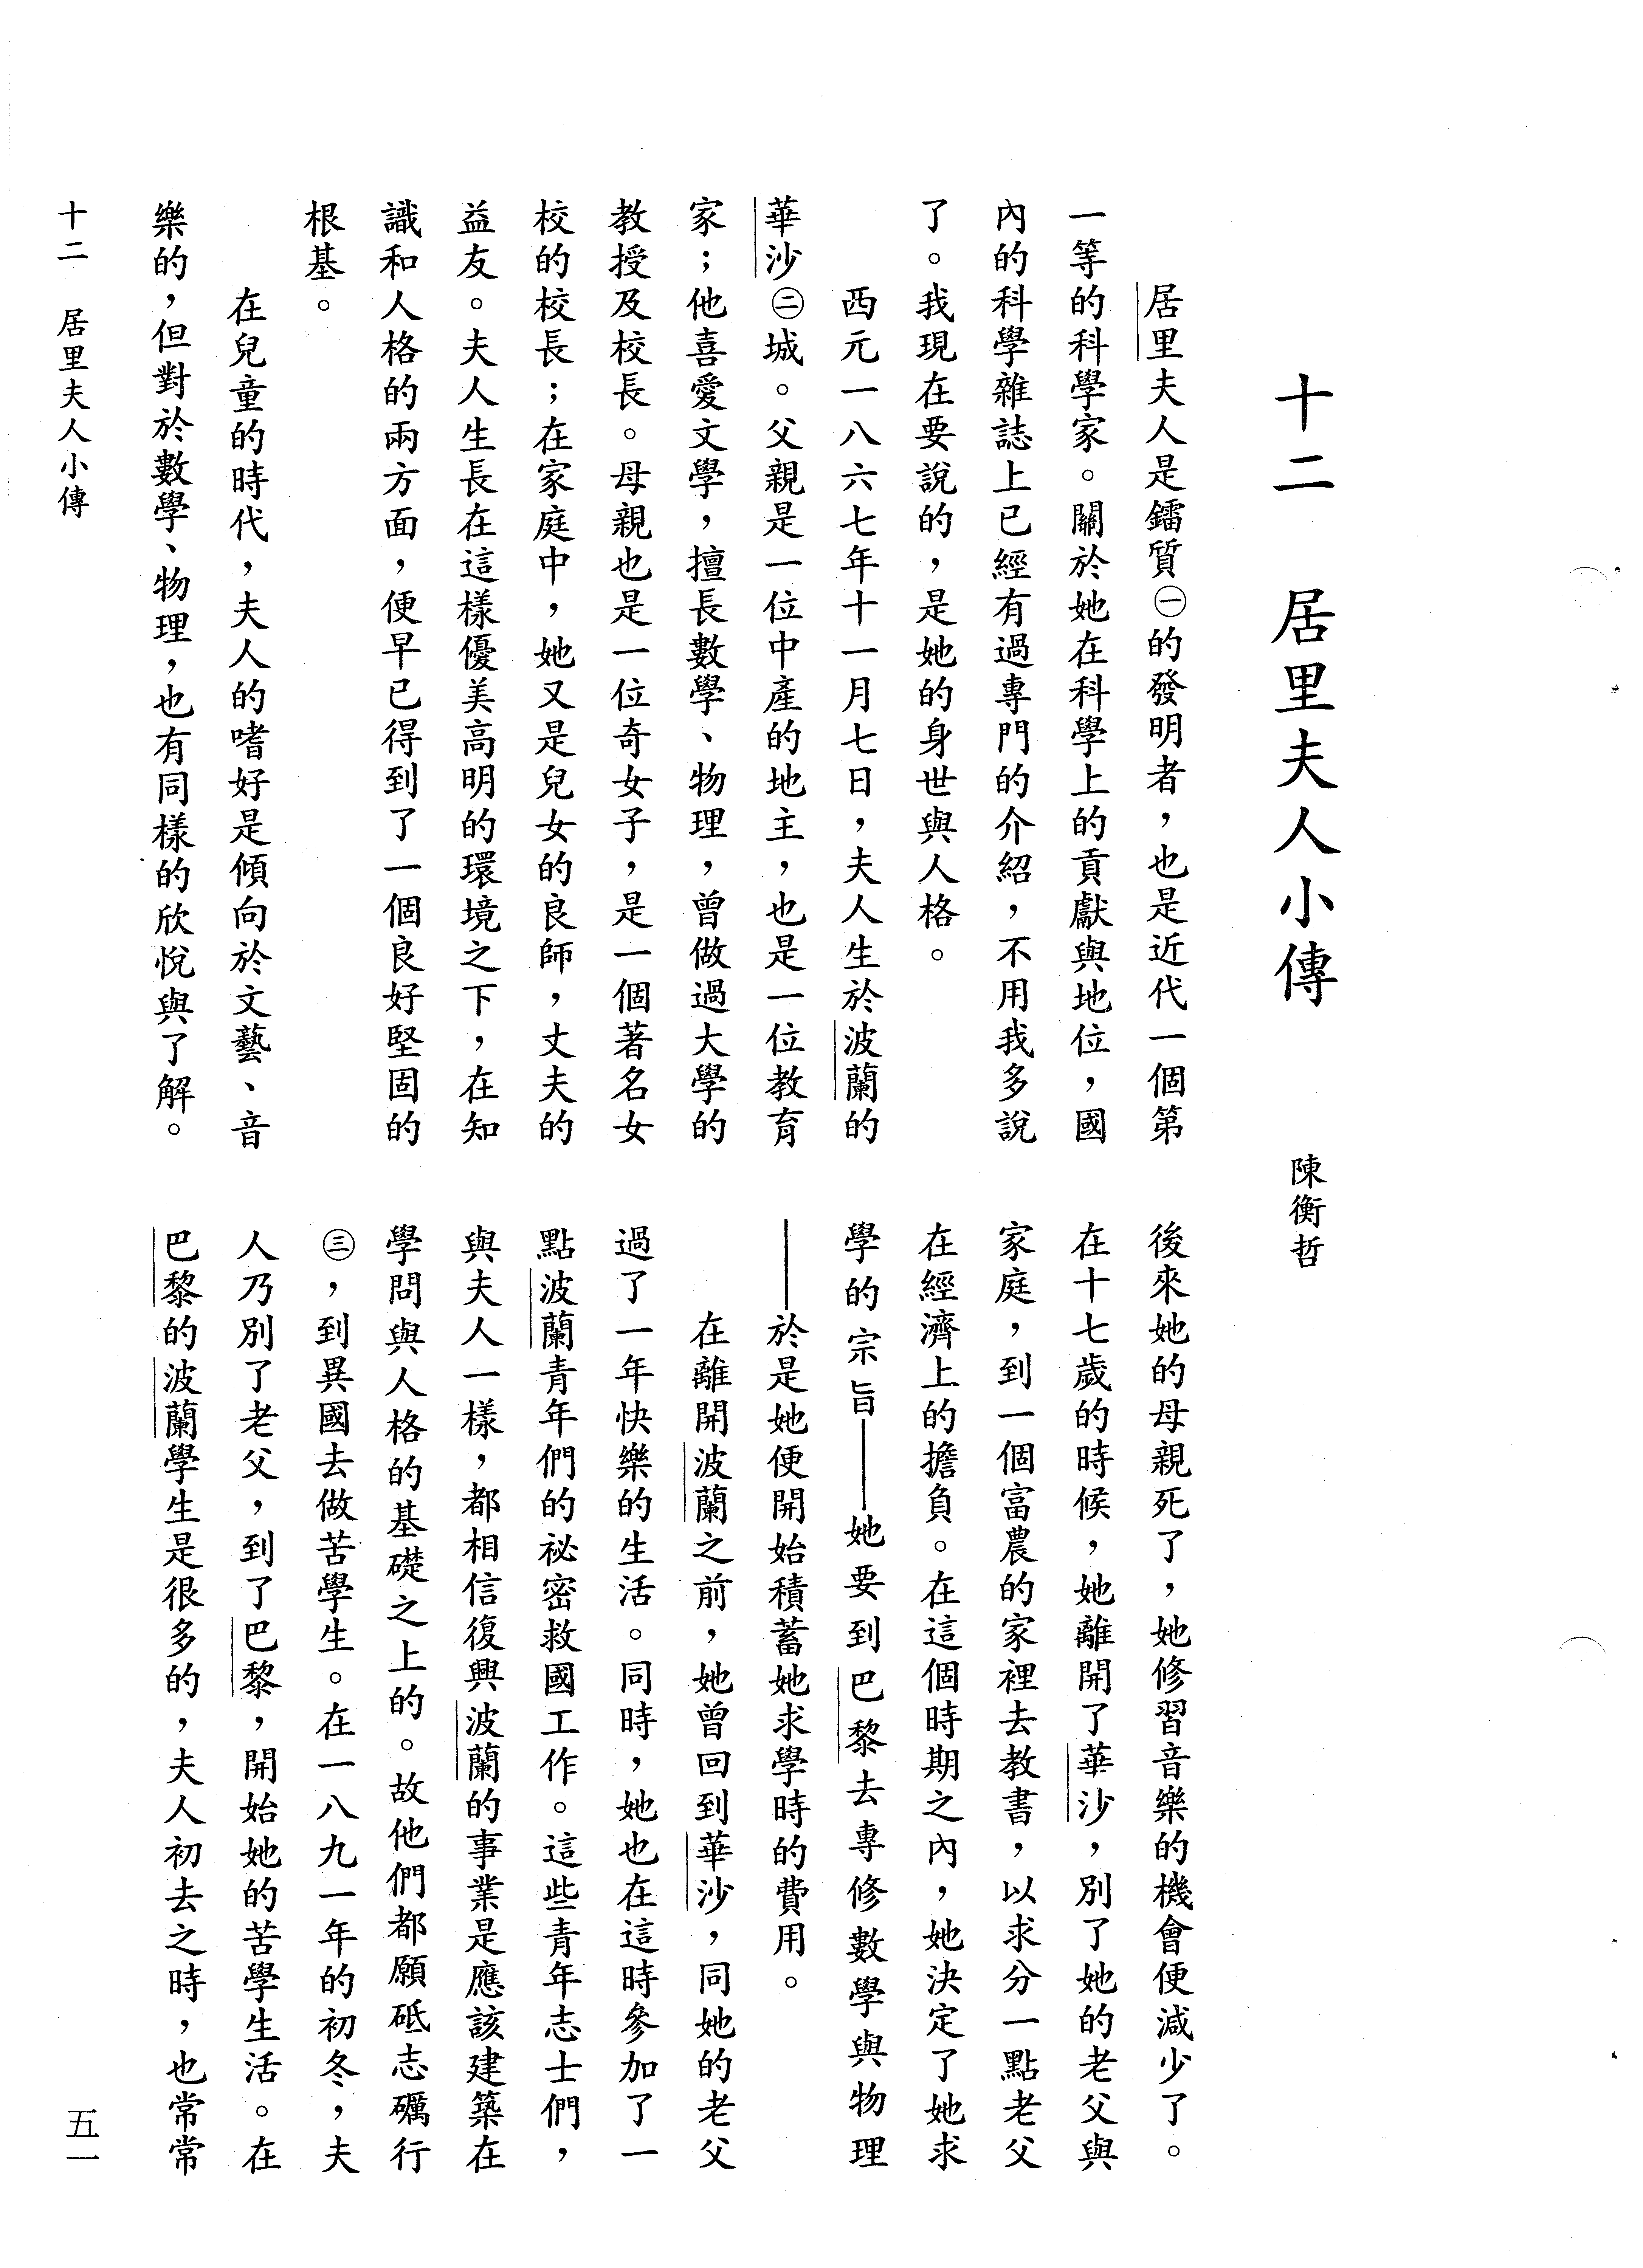 十二　居里夫人小傳
陳衡哲
居里夫人是鐳質㊀的發明者，也是近代一個第
一等的科學家。關於她在科學上的貢獻與地位，國
內的科學雜誌上已經有過專門的介紹，不用我多說
了。我現在要說的，是她的身世與人格。
西元一八六七年十一月七日，夫人生於波蘭的
華沙㊁城。父親是一位中產的地主，也是一位教育
家；他喜愛文學，擅長數學、物理，曾做過大學的
教授及校長。母親也是一位奇女子，是一個著名女
校的校長；在家庭中，她又是兒女的良師，丈夫的
益友。夫人生長在這樣優美高明的環境之下，在知
識和人格的兩方面，便早已得到了一個良好堅固的
根基。
在兒童的時代，夫人的嗜好是傾向於文藝、音
樂的，但對於數學、物理，也有同樣的欣悅與了解。
後來她的母親死了，她修習音樂的機會便減少了。
在十七歲的時候，她離開了華沙，別了她的老父與
家庭，到一個富農的家裡去教書，以求分一點老父
在經濟上的擔負。在這個時期之內，她決定了她求
學的宗旨——她要到巴黎去專修數學與物理
——於是她便開始積蓄她求學時的費用。
在離開波蘭之前，她曾回到華沙，同她的老父
過了一年快樂的生活。同時，她也在這時參加了一
點波蘭青年們的祕密救國工作。這些青年志士們，
與夫人一樣，都相信復興波蘭的事業是應該建築在
學問與人格的基礎之上的。故他們都願砥志礪行
㊂，到異國去做苦學生。在一八九一年的初冬，夫
人乃別了老父，到了巴黎，開始她的苦學生活。在
巴黎的波蘭學生是很多的，夫人初去之時，也常常
十二　居里夫人小傳
五一